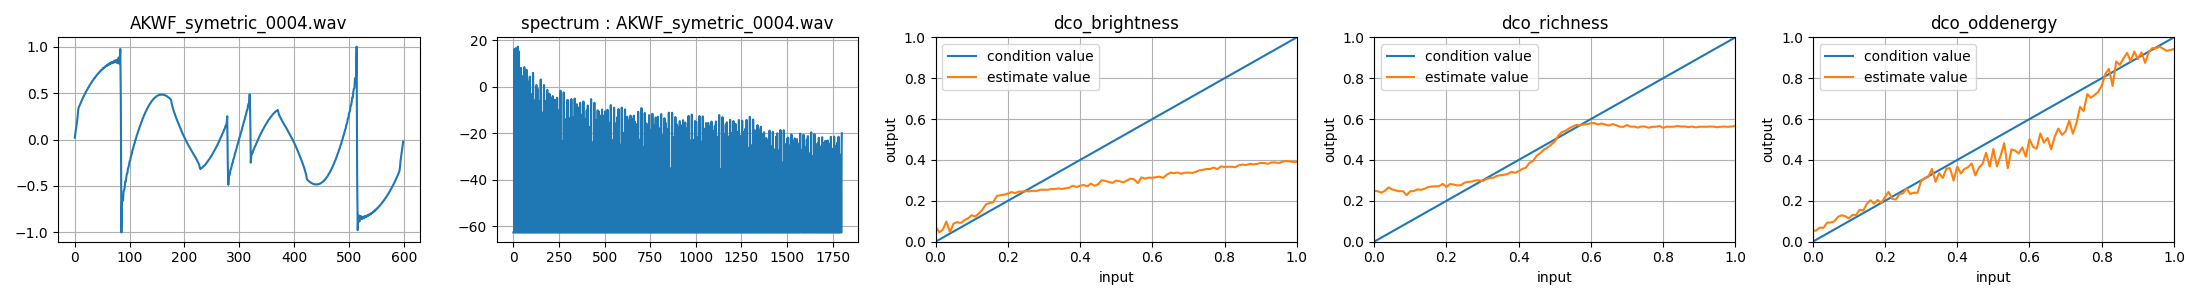 AKWF_symetric_0004.wav
1.0
0.5
0.0
−0.5
−1.0
0 100 200 300 400 500 600
spectrum : AKWF_symetric_0004.wav
20
0
−20
−40
−60
0 250 500 750 1000 1250 1500 1750
dco_brightness
condition value
estimate value
output
1.0
0.8
0.6
0.4
0.2
0.0
0.0 0.2 0.4 0.6 0.8 1.0
input
dco_richness
condition value
estimate value
output
1.0
0.8
0.6
0.4
0.2
0.0
0.0 0.2 0.4 0.6 0.8 1.0
input
dco_oddenergy
condition value
estimate value
output
1.0
0.8
0.6
0.4
0.2
0.0
0.0 0.2 0.4 0.6 0.8 1.0
input